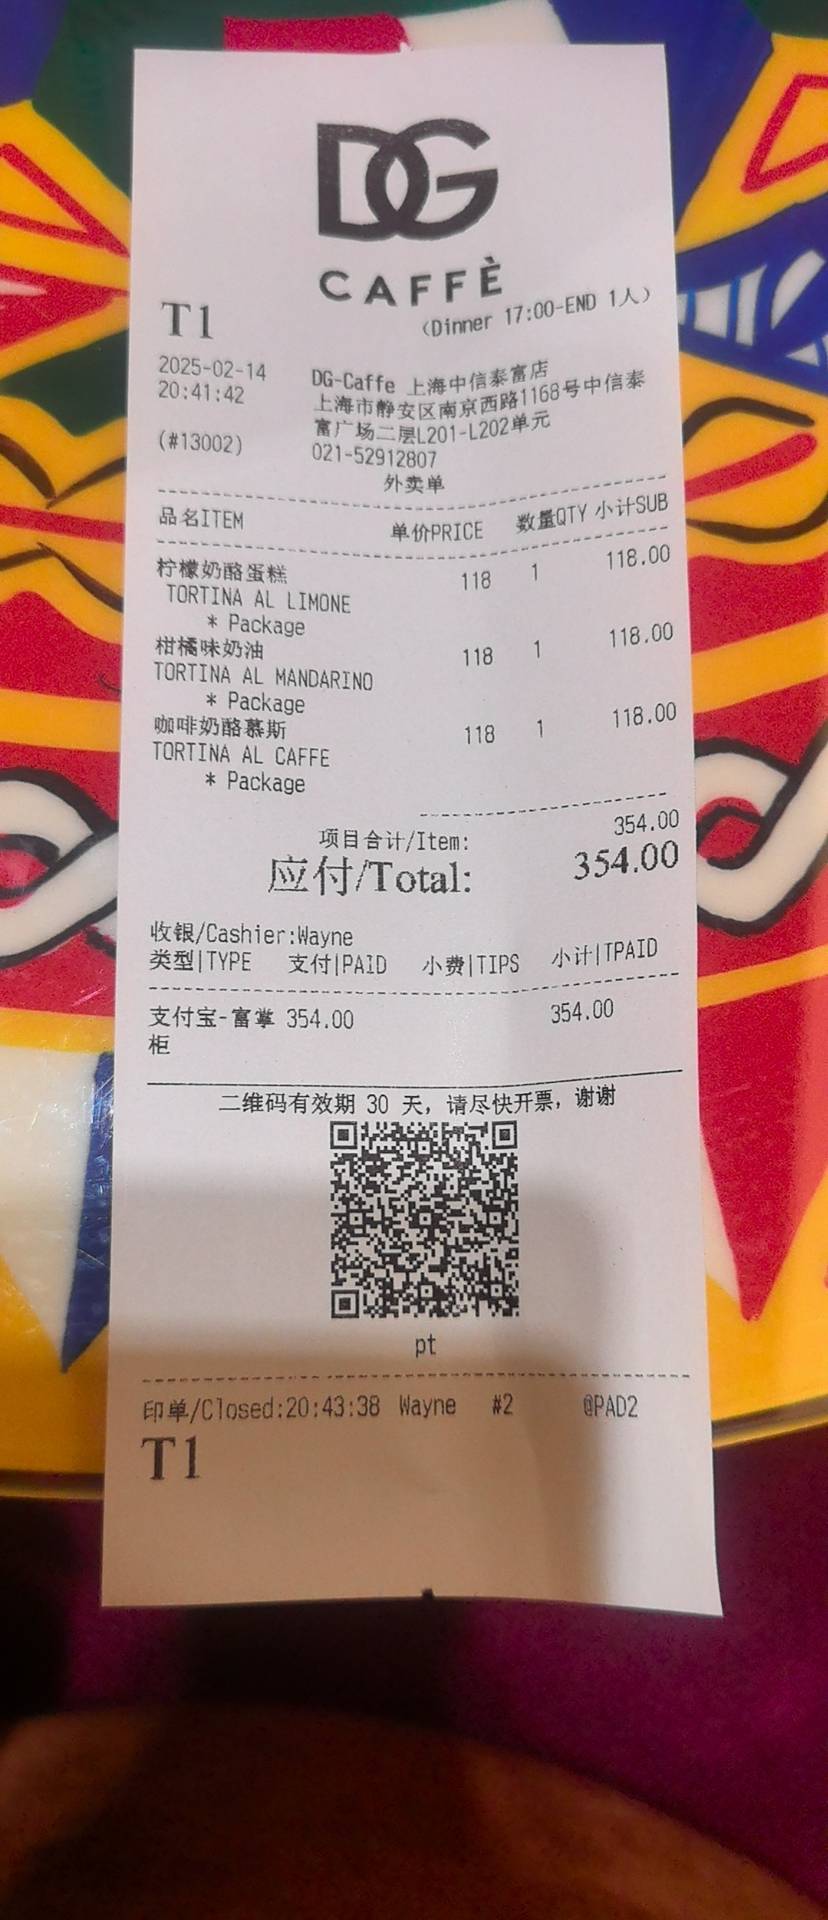 DG
CAFFÈ
T1
(Dinner 17:00-END 1人)
2025-02-14
20:41:42
(#13002)
DG-Caffe 上海中信泰富店
上海市静安区南京西路1168号中信泰
富广场二层L201-L202单元
021-52912807
外卖单
品名ITEM 单价PRICE 数量QTY 小计SUB
柠檬奶酪蛋糕 118 1 118.00
TORTINA AL LIMONE
* Package
柑橘味奶油 118 1 118.00
TORTINA AL MANDARINO
* Package
咖啡奶酪慕斯 118 1 118.00
TORTINA AL CAFFE
* Package
项目合计/Item: 354.00
应付/Total: 354.00
收银/Cashier:Wayne
类型|TYPE 支付|PAID 小费|TIPS 小计|TPAID
支付宝-富掌 354.00 354.00
柜
二维码有效期 30 天，请尽快开票，谢谢
pt
印单/Closed:20:43:38 Wayne #2 @PAD2
T1